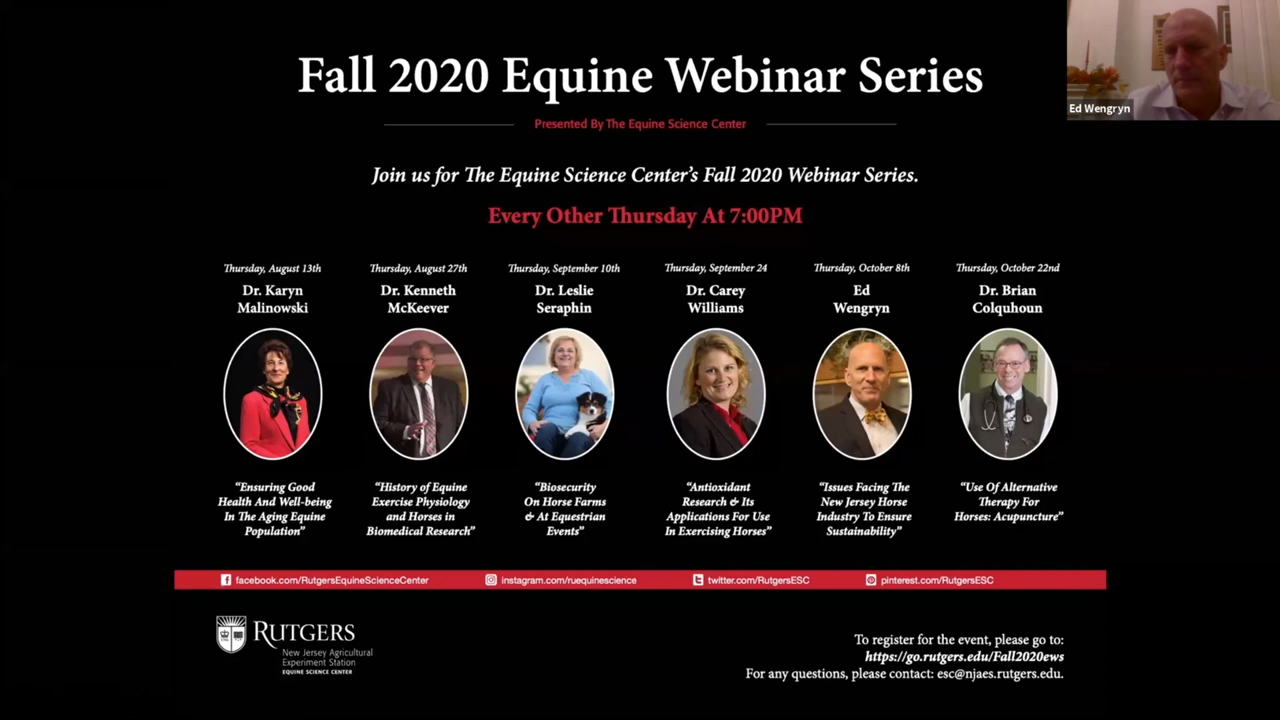 Fall 2020 Equine Webinar Series
Ed Wengryn
Presented By The Equine Science Center
Join us for The Equine Science Center's Fall 2020 Webinar Series.
Every Other Thursday At 7:00PM
Thursday, August 13th
Dr. Karyn
Malinowski
"Ensuring Good
Health And Well-being
In The Aging Equine
Population"
Thursday, August 27th
Dr. Kenneth
McKeever
"History of Equine
Exercise Physiology
and Horses in
Biomedical Research"
Thursday, September 10th
Dr. Leslie
Seraphin
"Biosecurity
On Horse Farms
& At Equestrian
Events"
Thursday, September 24
Dr. Carey
Williams
"Antioxidant
Research & Its
Applications For Use
In Exercising Horses"
Thursday, October 8th
Ed
Wengryn
"Issues Facing The
New Jersey Horse
Industry To Ensure
Sustainability"
Thursday, October 22nd
Dr. Brian
Colquhoun
"Use Of Alternative
Therapy For
Horses: Acupuncture"
facebook.com/RutgersEquineScienceCenter
instagram.com/ruequinescience
twitter.com/RutgersESC
pinterest.com/RutgersESC
RUTGERS
New Jersey Agricultural
Experiment Station
EQUINE SCIENCE CENTER
To register for the event, please go to:
https://go.rutgers.edu/Fall2020ews
For any questions, please contact: esc@njaes.rutgers.edu.